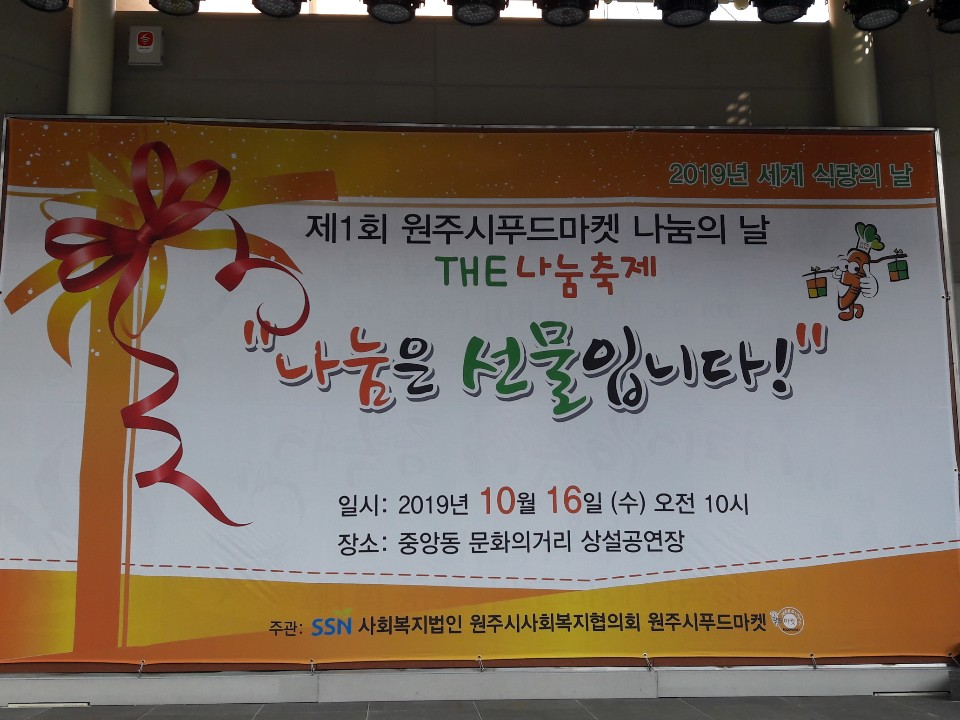 2019년 세계 식량의 날
제1회 원주시푸드마켓 나눔의 날
THE 나눔축제
"나눔은 선물입니다!"
일시: 2019년 10월 16일 (수) 오전 10시
장소: 중앙동 문화의거리 상설공연장
주관: SSN 사회복지법인 원주시사회복지협의회 원주시푸드마켓